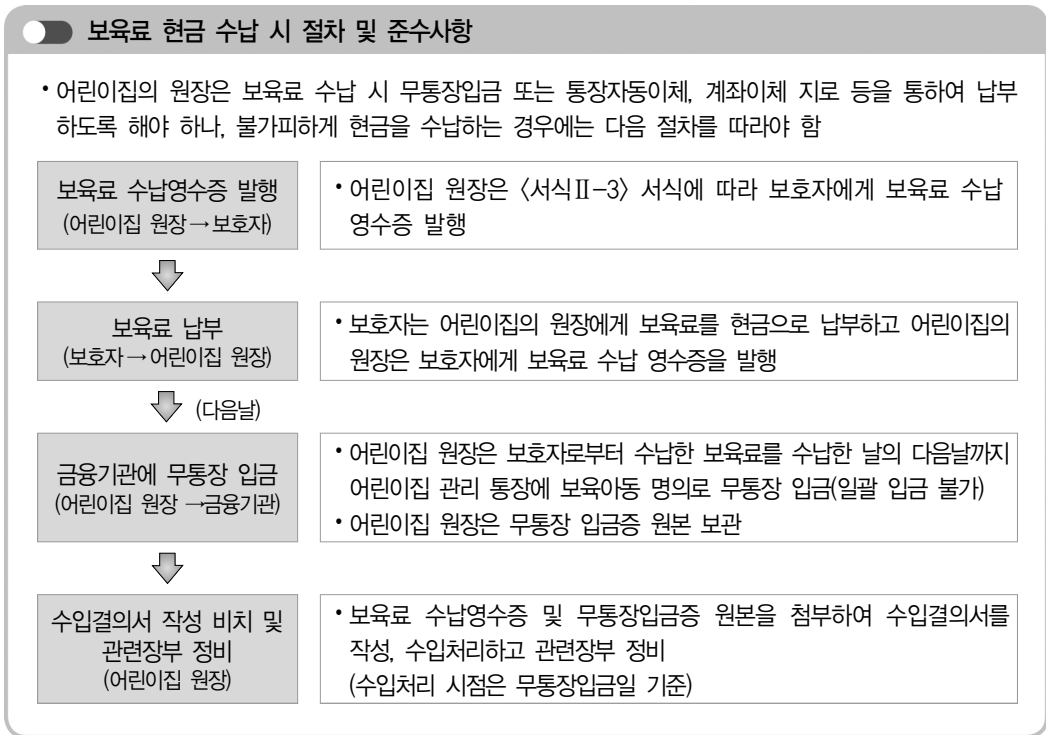 보육료 현금 수납 시 절차 및 준수사항
• 어린이집의 원장은 보육료 수납 시 무통장입금 또는 통장자동이체, 계좌이체 지로 등을 통하여 납부
하도록 해야 하나, 불가피하게 현금을 수납하는 경우에는 다음 절차를 따라야 함
보육료 수납영수증 발행
(어린이집 원장→보호자)
• 어린이집 원장은 〈서식Ⅱ-3〉 서식에 따라 보호자에게 보육료 수납
영수증 발행
보육료 납부
(보호자→어린이집 원장)
• 보호자는 어린이집의 원장에게 보육료를 현금으로 납부하고 어린이집의
원장은 보호자에게 보육료 수납 영수증을 발행
(다음날)
금융기관에 무통장 입금
(어린이집 원장 →금융기관)
• 어린이집 원장은 보호자로부터 수납한 보육료를 수납한 날의 다음날까지
어린이집 관리 통장에 보육아동 명의로 무통장 입금(일괄 입금 불가)
• 어린이집 원장은 무통장 입금증 원본 보관
수입결의서 작성 비치 및
관련장부 정비
(어린이집 원장)
• 보육료 수납영수증 및 무통장입금증 원본을 첨부하여 수입결의서를
작성, 수입처리하고 관련장부 정비
(수입처리 시점은 무통장입금일 기준)